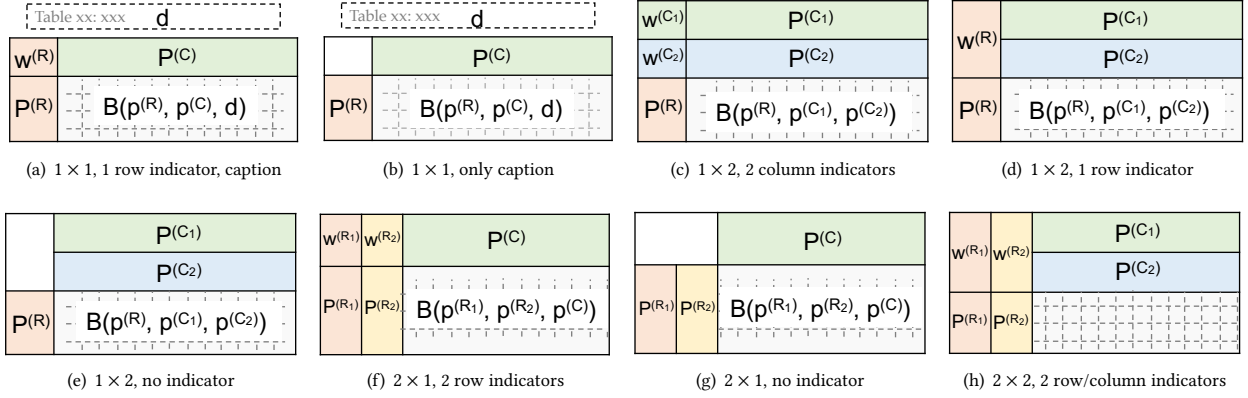 Table xx: xxx d
w(R) P(C)
P(R) B(p(R), p(C), d)
(a) 1 × 1, 1 row indicator, caption
Table xx: xxx d
P(C)
P(R) B(p(R), p(C), d)
(b) 1 × 1, only caption
w(C1) P(C1)
w(C2) P(C2)
P(R) B(p(R), p(C1), p(C2))
(c) 1 × 2, 2 column indicators
w(R) P(C1)
P(C2)
P(R) B(p(R), p(C1), p(C2))
(d) 1 × 2, 1 row indicator
P(C1)
P(C2)
P(R) B(p(R), p(C1), p(C2))
(e) 1 × 2, no indicator
w(R1) w(R2) P(C)
P(R1) P(R2) B(p(R1), p(R2), p(C))
(f) 2 × 1, 2 row indicators
P(C)
P(R1) P(R2) B(p(R1), p(R2), p(C))
(g) 2 × 1, no indicator
w(R1) w(R2) P(C1)
P(C2)
P(R1) P(R2)
(h) 2 × 2, 2 row/column indicators